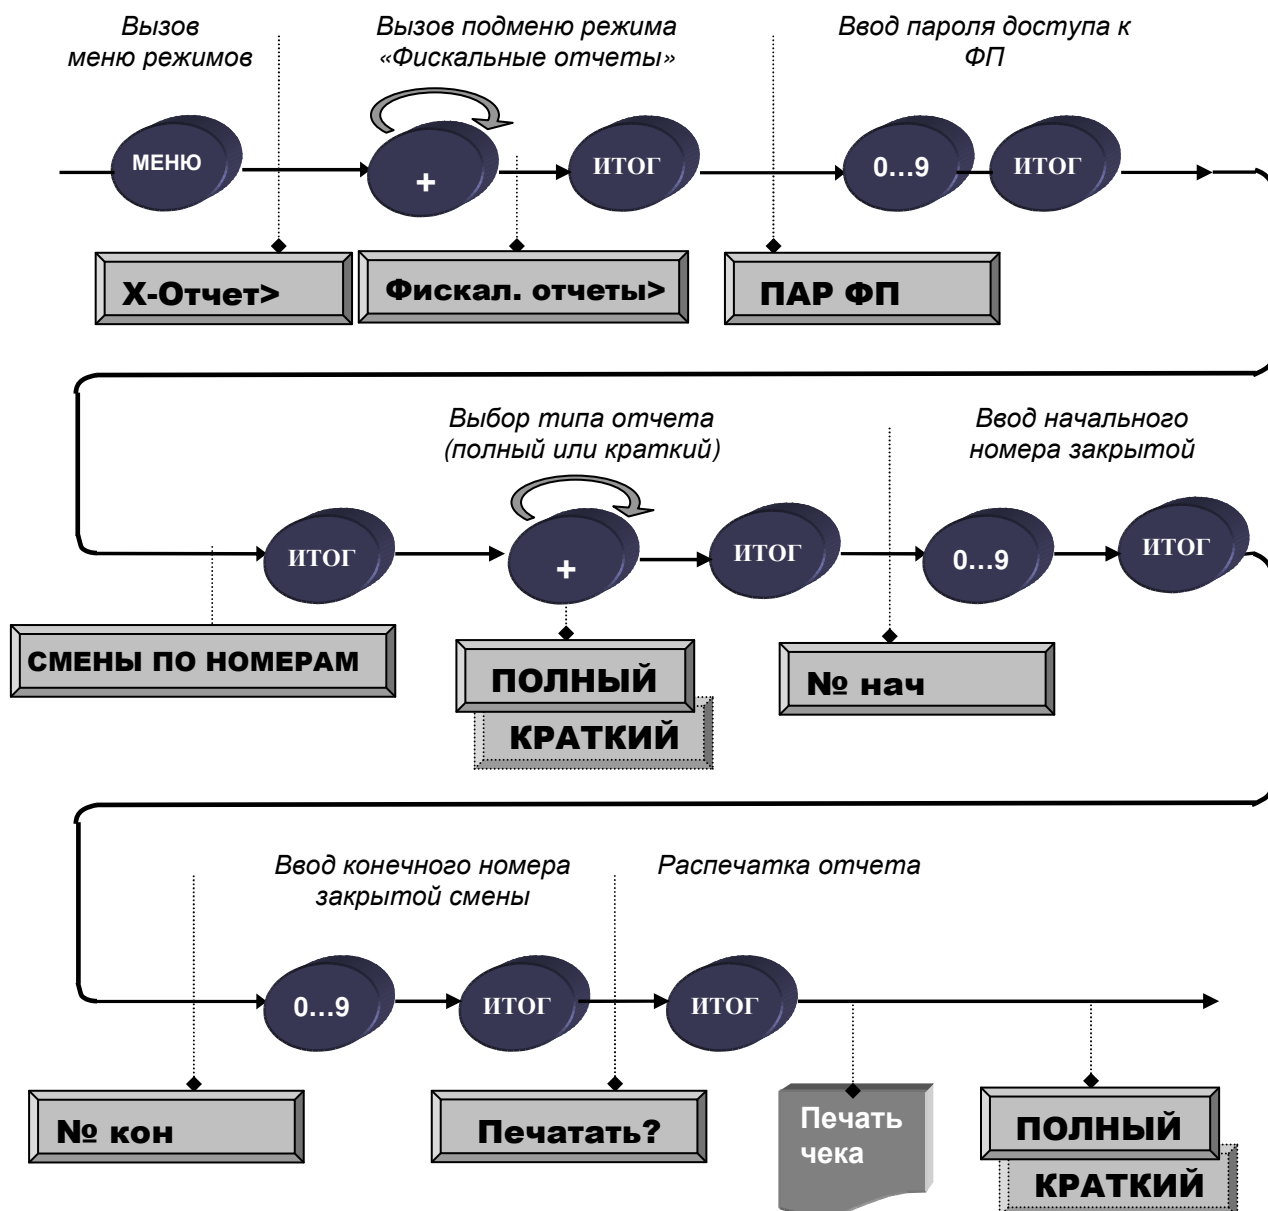 Вызов
меню режимов
Вызов подменю режима
«Фискальные отчеты»
Ввод пароля доступа к
ФП
МЕНЮ
+
ИТОГ
0...9
ИТОГ
Х-Отчет>
Фискал. отчеты>
ПАР ФП
Выбор типа отчета
(полный или краткий)
Ввод начального
номера закрытой
ИТОГ
+
ИТОГ
0...9
ИТОГ
СМЕНЫ ПО НОМЕРАМ
ПОЛНЫЙ
КРАТКИЙ
№ нач
Ввод конечного номера
закрытой смены
Распечатка отчета
0...9
ИТОГ
ИТОГ
№ кон
Печатать?
Печать
чека
ПОЛНЫЙ
КРАТКИЙ